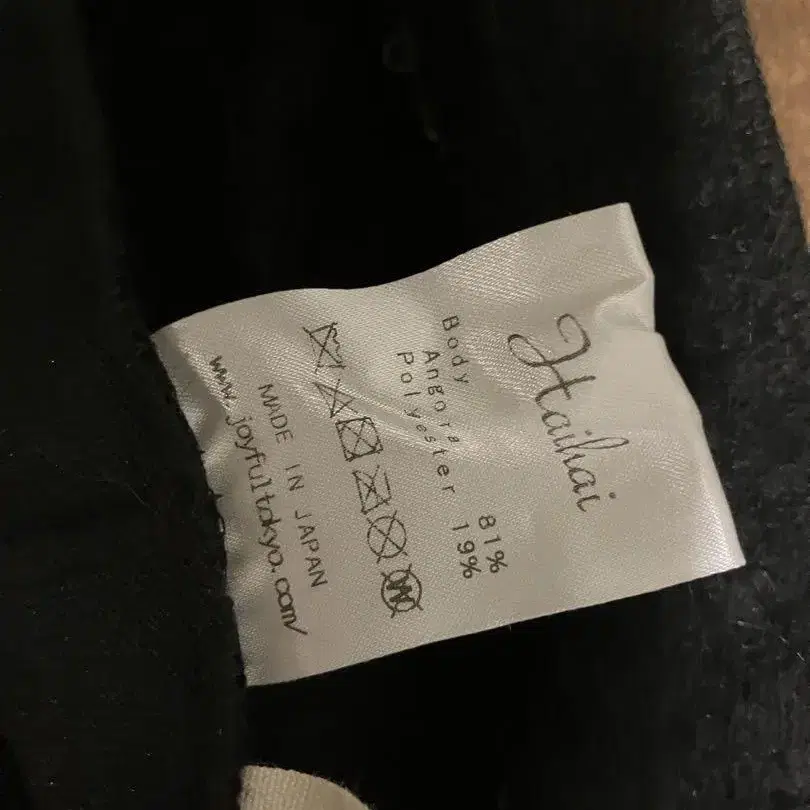 Haihai
Body
Angora 81%
Polyester 19%
MADE IN JAPAN
www.joyfultokyo.com/